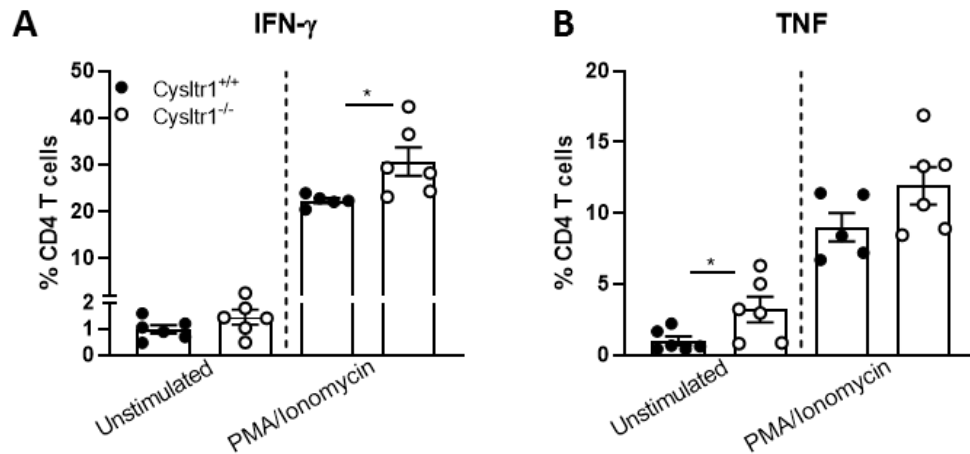 A
IFN-γ
50
40
30
20
10
2
1
0
% CD4 T cells
Cysltr1+/+
Cysltr1-/-
*
Unstimulated
PMA/Ionomycin
B
TNF
20
15
10
5
0
% CD4 T cells
*
Unstimulated
PMA/Ionomycin